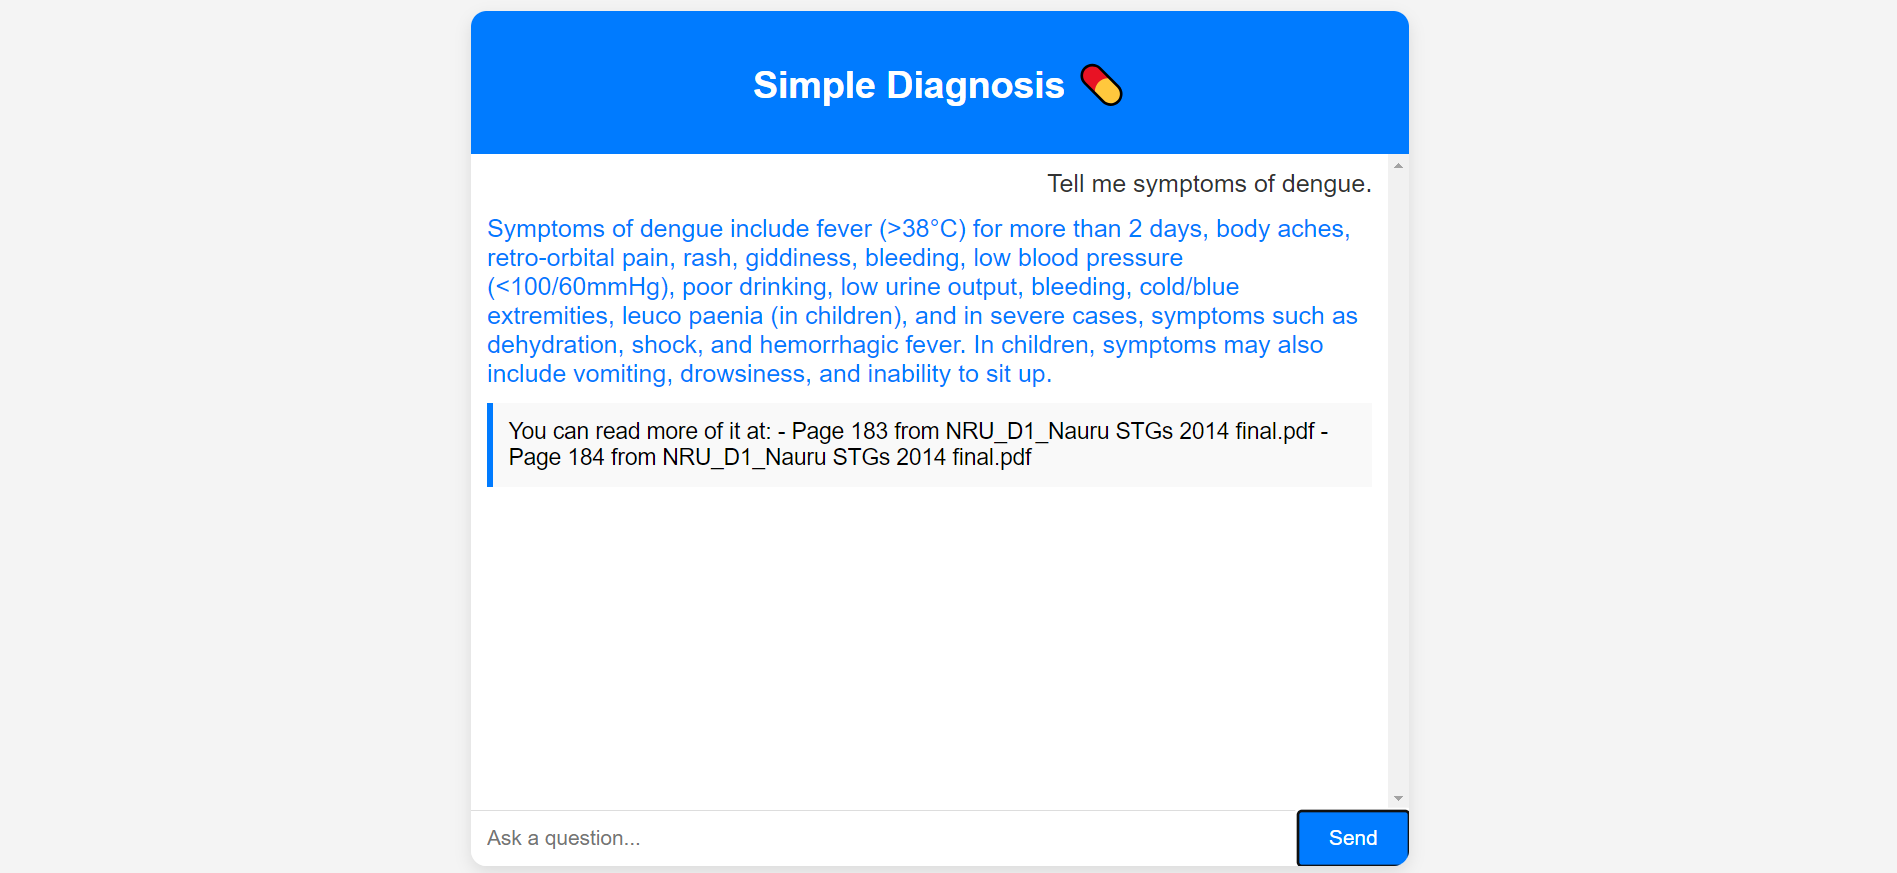 Simple Diagnosis
Tell me symptoms of dengue.
Symptoms of dengue include fever (>38°C) for more than 2 days, body aches,
retro-orbital pain, rash, giddiness, bleeding, low blood pressure
(<100/60mmHg), poor drinking, low urine output, bleeding, cold/blue
extremities, leuco paenia (in children), and in severe cases, symptoms such as
dehydration, shock, and hemorrhagic fever. In children, symptoms may also
include vomiting, drowsiness, and inability to sit up.
You can read more of it at: - Page 183 from NRU_D1_Nauru STGs 2014 final.pdf -
Page 184 from NRU_D1_Nauru STGs 2014 final.pdf
Ask a question...
Send